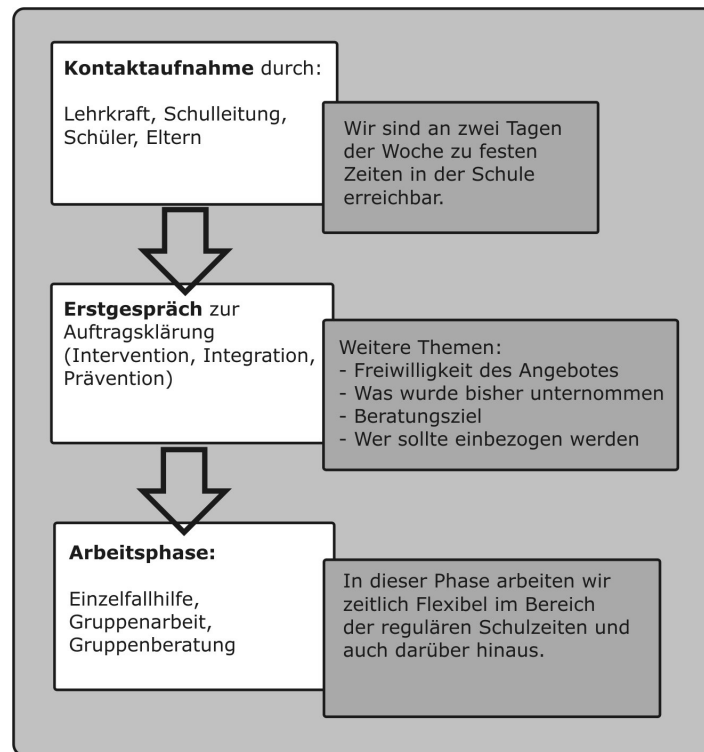 Kontaktaufnahme durch:
Lehrkraft, Schulleitung,
Schüler, Eltern
Wir sind an zwei Tagen
der Woche zu festen
Zeiten in der Schule
erreichbar.
Erstgespräch zur
Auftragsklärung
(Intervention, Integration,
Prävention)
Weitere Themen:
- Freiwilligkeit des Angebotes
- Was wurde bisher unternommen
- Beratungsziel
- Wer sollte einbezogen werden
Arbeitsphase:
Einzelfallhilfe,
Gruppenarbeit,
Gruppenberatung
In dieser Phase arbeiten wir
zeitlich Flexibel im Bereich
der regulären Schulzeiten und
auch darüber hinaus.